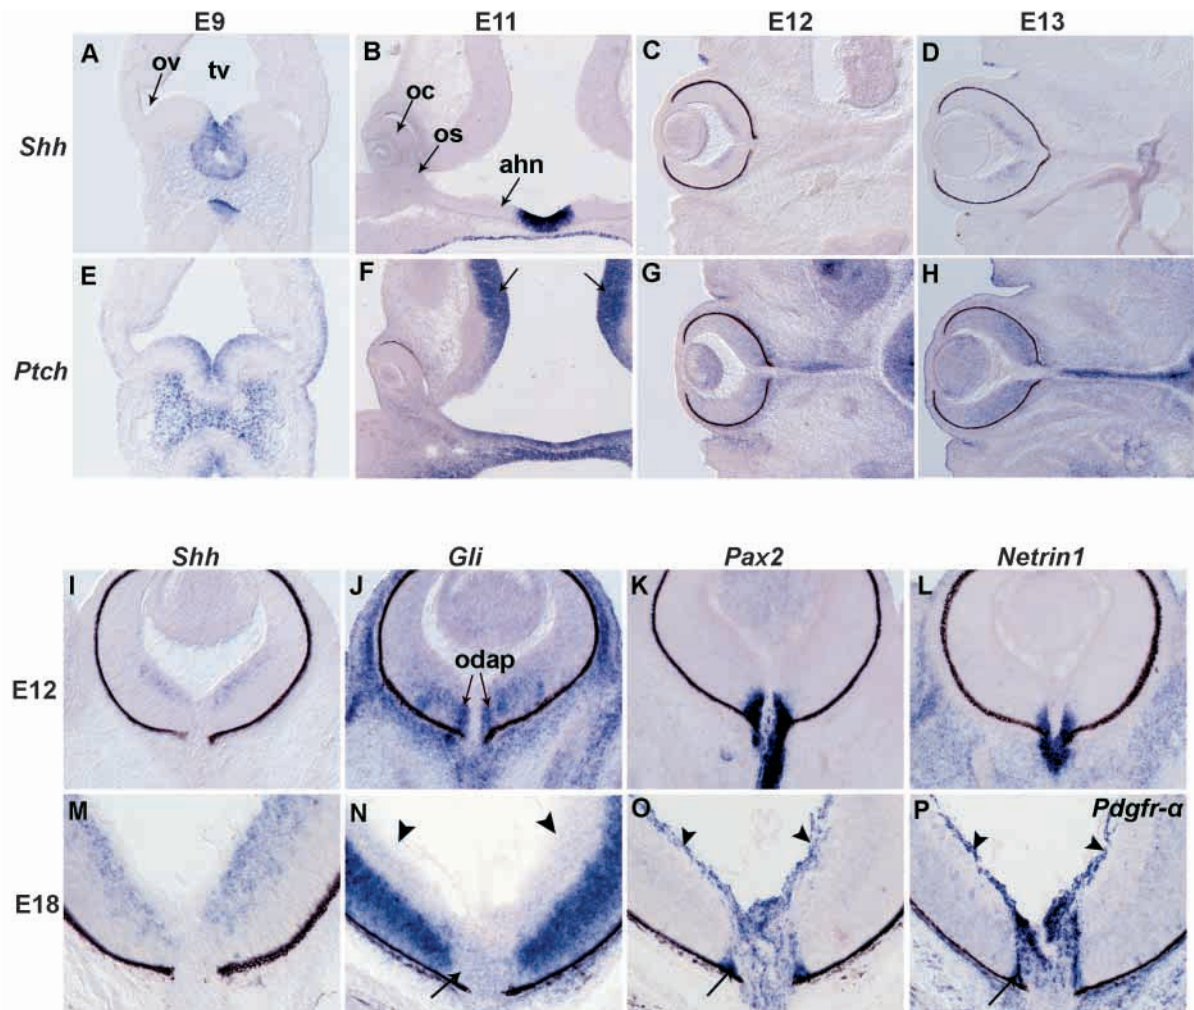 E9 E11 E12 E13
A B C D
ov tv oc os ahn
Shh
E F G H
Ptch
Shh Gli Pax2 Netrin1
I J K L
odap
E12
M N O P Pdgfr-α
E18